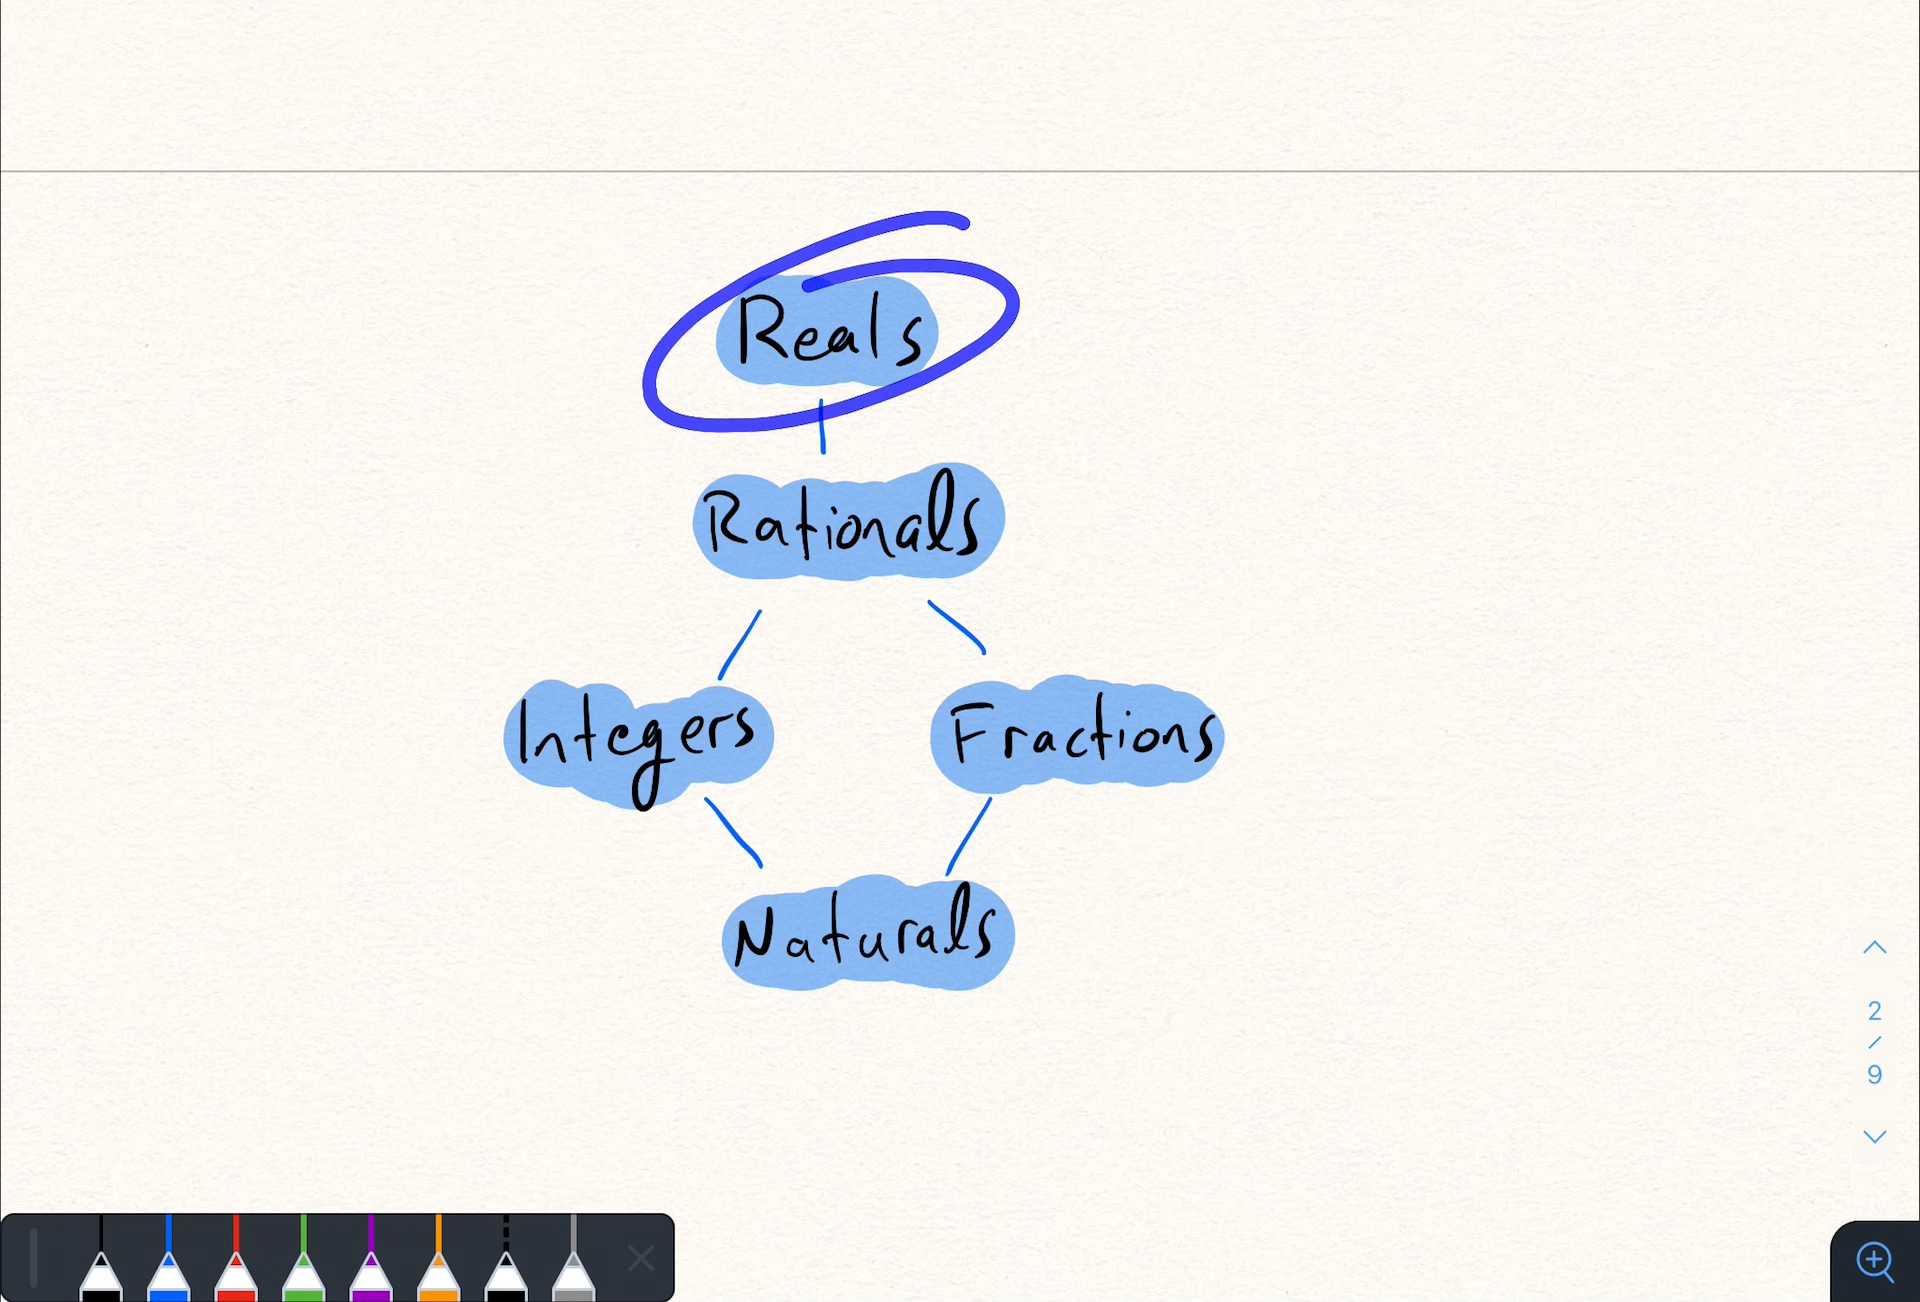 Reals
Rationals
Integers
Fractions
Naturals
2
/
9